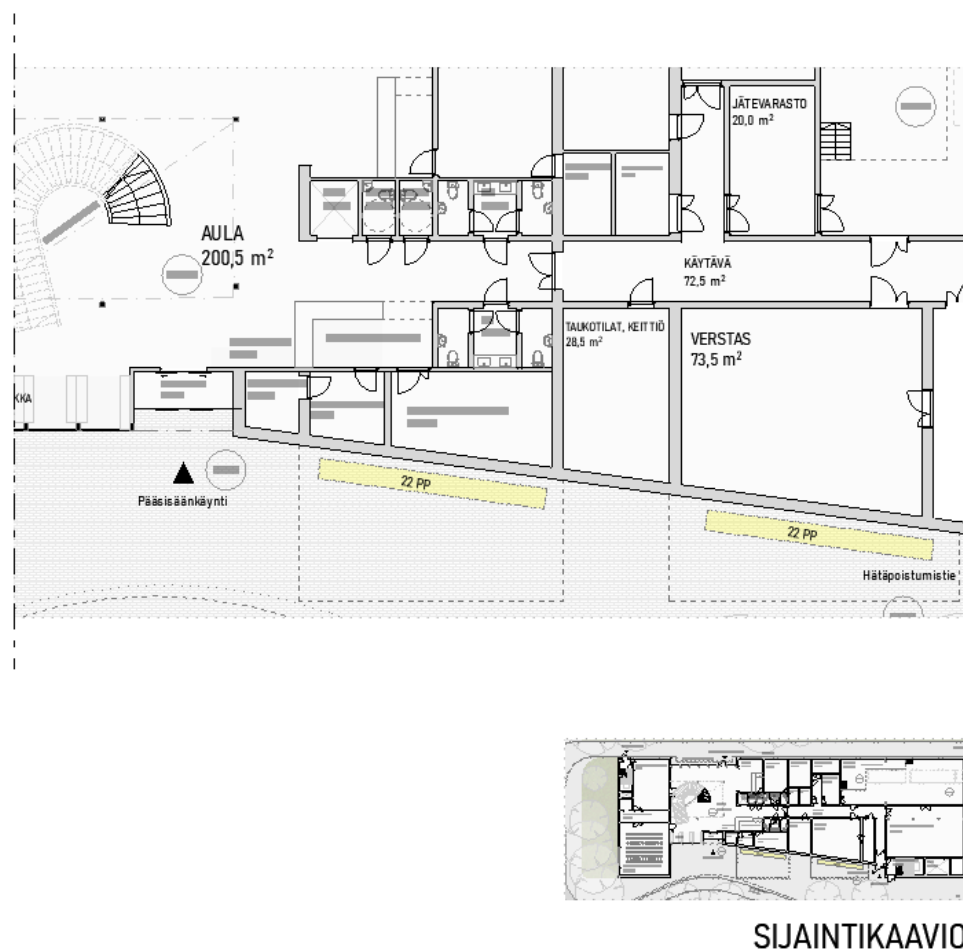 JÄTEVARASTO
20,0 m²
AULA
200,5 m²
KÄYTÄVÄ
72,5 m²
TAUKOTILAT, KEITTIÖ
28,5 m²
VERSTAS
73,5 m²
KKA
22 PP
Pääsisäänkäynti
22 PP
Hätäpoistumistie
SIJAINTIKAAVIO